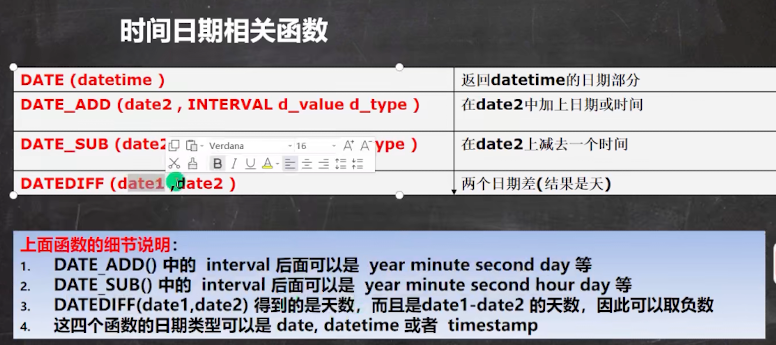 时间日期相关函数
DATE (datetime ) 返回datetime的日期部分
DATE_ADD (date2 , INTERVAL d_value d_type ) 在date2中加上日期或时间
DATE_SUB (date2 ype ) 在date2上减去一个时间
Verdana 16 A A
B I U A
DATEDIFF (date1 ,date2 ) 两个日期差(结果是天)
上面函数的细节说明：
1. DATE_ADD() 中的 interval 后面可以是 year minute second day 等
2. DATE_SUB() 中的 interval 后面可以是 year minute second hour day 等
3. DATEDIFF(date1,date2) 得到的是天数，而且是date1-date2 的天数，因此可以取负数
4. 这四个函数的日期类型可以是 date, datetime 或者 timestamp